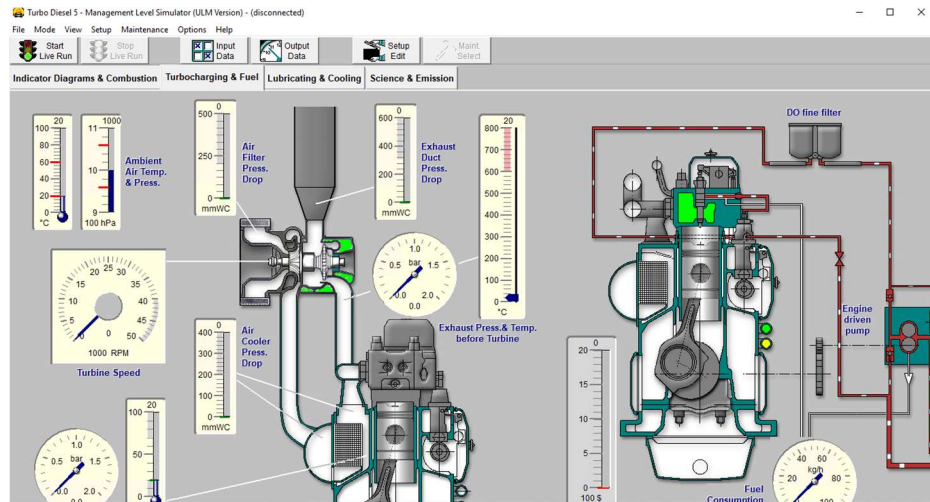 Turbo Diesel 5 - Management Level Simulator (ULM Version) - (disconnected)
File Mode View Setup Maintenance Options Help
Start Live Run
Stop Live Run
Input Data
Output Data
Setup Edit
Maint. Select
Indicator Diagrams & Combustion
Turbocharging & Fuel
Lubricating & Cooling
Science & Emission
20
100
80
60
40
20
0
°C
1000
11
10
9
100 hPa
Ambient
Air Temp.
& Press.
0
500
250
0
mmWC
Air
Filter
Press.
Drop
0
600
400
200
0
mmWC
Exhaust
Duct
Press.
Drop
20
800
700
600
500
400
300
200
100
0
°C
1.0
bar
0.5 1.5
0.0 2.0
0
Exhaust Press.& Temp.
before Turbine
20 25 30
15 35
10 40
5 45
0 50
0
1000 RPM
Turbine Speed
0
400
300
200
100
0
mmWC
Air
Cooler
Press.
Drop
20
100
50
0
1.0
bar
0.5 1.5
0.0 2.0
0
DO fine filter
Engine
driven
pump
0
20
15
10
5
0
100 $
40 60
kg/h
20 80
100
Fuel
Consumption